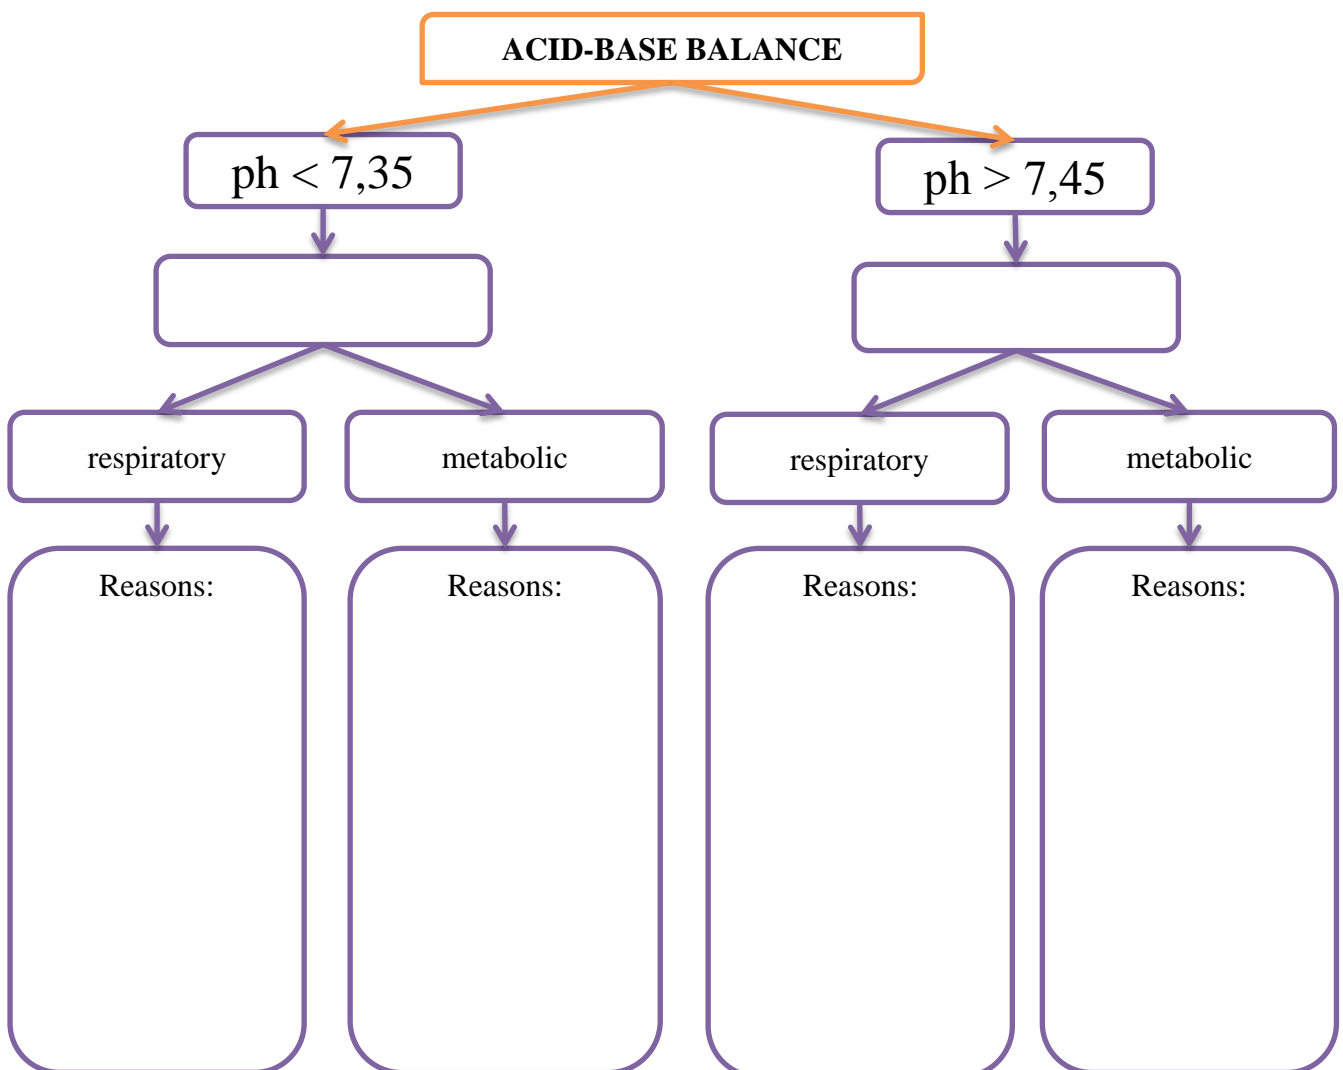 ACID-BASE BALANCE
ph < 7,35
ph > 7,45
respiratory
metabolic
respiratory
metabolic
Reasons:
Reasons:
Reasons:
Reasons: